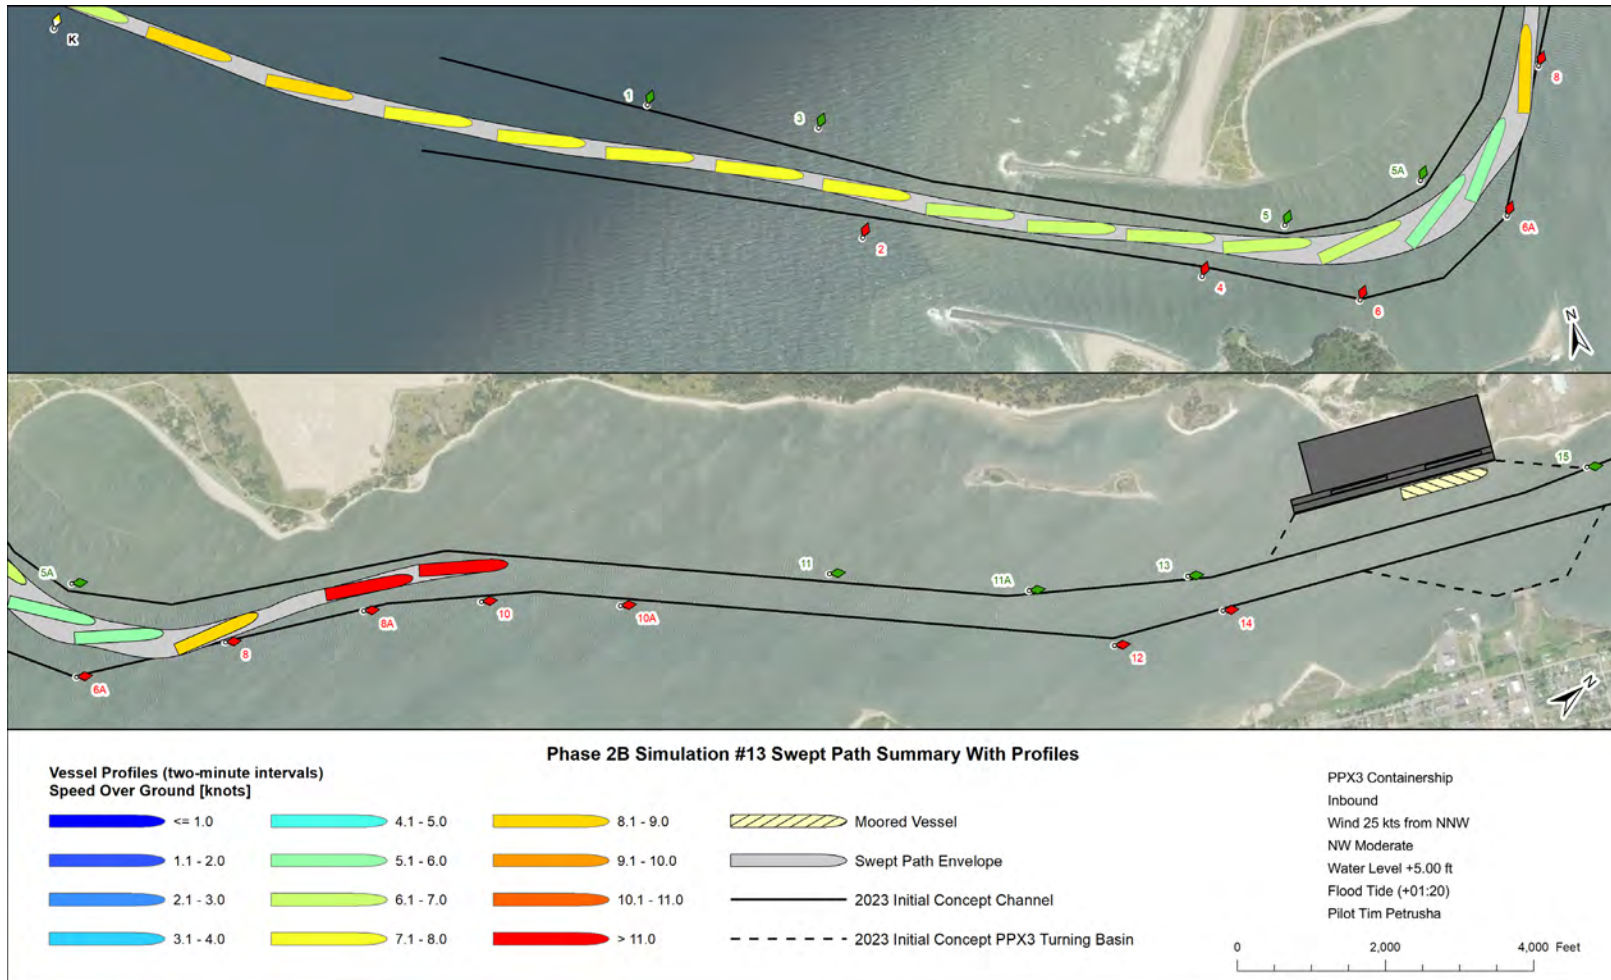 K
1
3
2
4
5
5A
6
6A
8
N
5A
6A
8
8A
10
10A
11
11A
12
13
14
15
N
Phase 2B Simulation #13 Swept Path Summary With Profiles
Vessel Profiles (two-minute intervals)
Speed Over Ground [knots]
<= 1.0
1.1 - 2.0
2.1 - 3.0
3.1 - 4.0
4.1 - 5.0
5.1 - 6.0
6.1 - 7.0
7.1 - 8.0
8.1 - 9.0
9.1 - 10.0
10.1 - 11.0
> 11.0
Moored Vessel
Swept Path Envelope
2023 Initial Concept Channel
2023 Initial Concept PPX3 Turning Basin
PPX3 Containership
Inbound
Wind 25 kts from NNW
NW Moderate
Water Level +5.00 ft
Flood Tide (+01:20)
Pilot Tim Petrusha
0 2,000 4,000 Feet